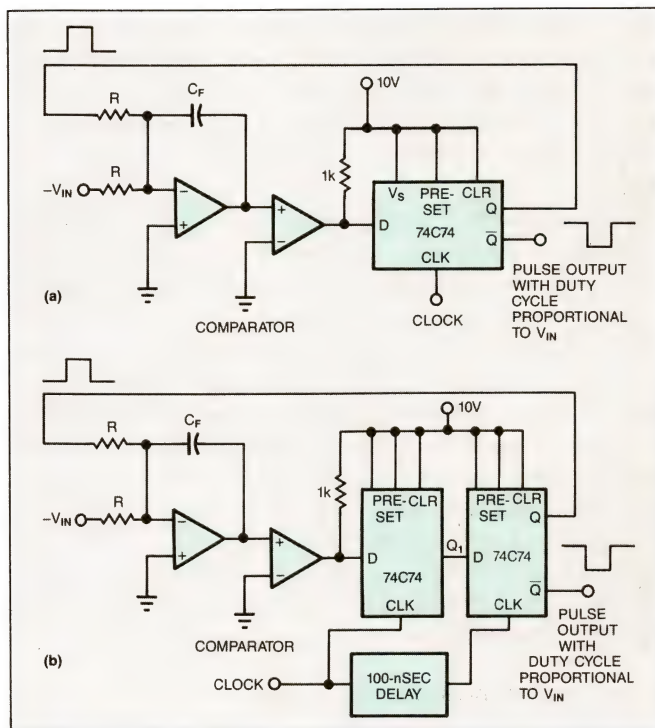 10V
R
C_F
1k
−V_IN
R
V_S
PRE-SET
CLR
Q
D
74C74
Q̅
CLK
PULSE OUTPUT
WITH DUTY
CYCLE
PROPORTIONAL
TO V_IN
(a)
COMPARATOR
CLOCK
10V
R
C_F
1k
PRE-SET
CLR
PRE-SET
CLR
Q
−V_IN
R
D
Q₁
D
74C74
74C74
Q̅
CLK
CLK
PULSE
OUTPUT
WITH
DUTY CYCLE
PROPORTIONAL
TO V_IN
COMPARATOR
(b)
CLOCK
100-nSEC
DELAY